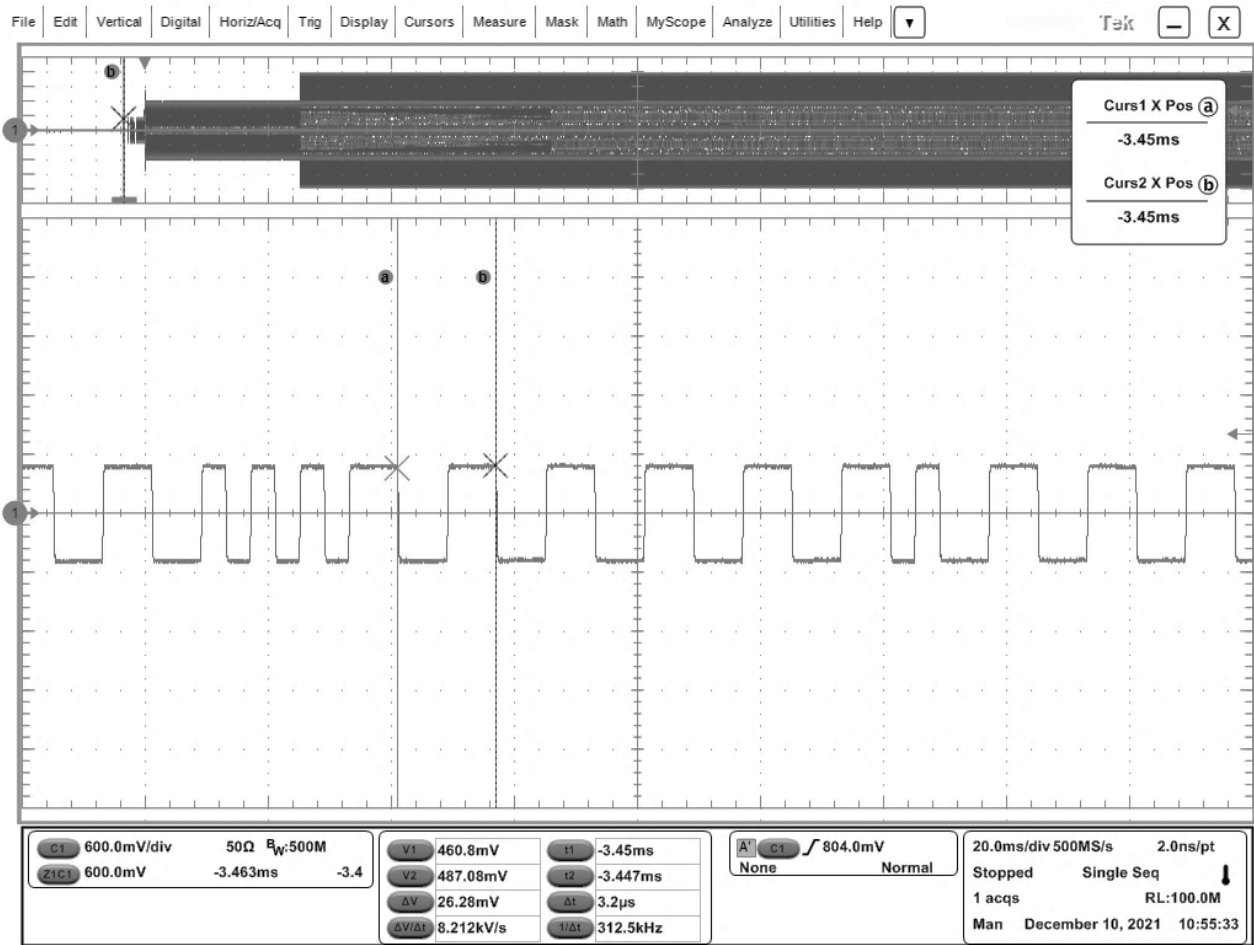 File Edit Vertical Digital Horiz/Acq Trig Display Cursors Measure Mask Math MyScope Analyze Utilities Help ▼ Tek — X
b
1
Curs1 X Pos a
-3.45ms
Curs2 X Pos b
-3.45ms
a b
1
C1 600.0mV/div 50Ω BW:500M
Z1C1 600.0mV -3.463ms -3.4
V1 460.8mV t1 -3.45ms
V2 487.08mV t2 -3.447ms
ΔV 26.28mV Δt 3.2µs
ΔV/Δt 8.212kV/s 1/Δt 312.5kHz
A' C1 804.0mV
None Normal
20.0ms/div 500MS/s 2.0ns/pt
Stopped Single Seq
1 acqs RL:100.0M
Man December 10, 2021 10:55:33